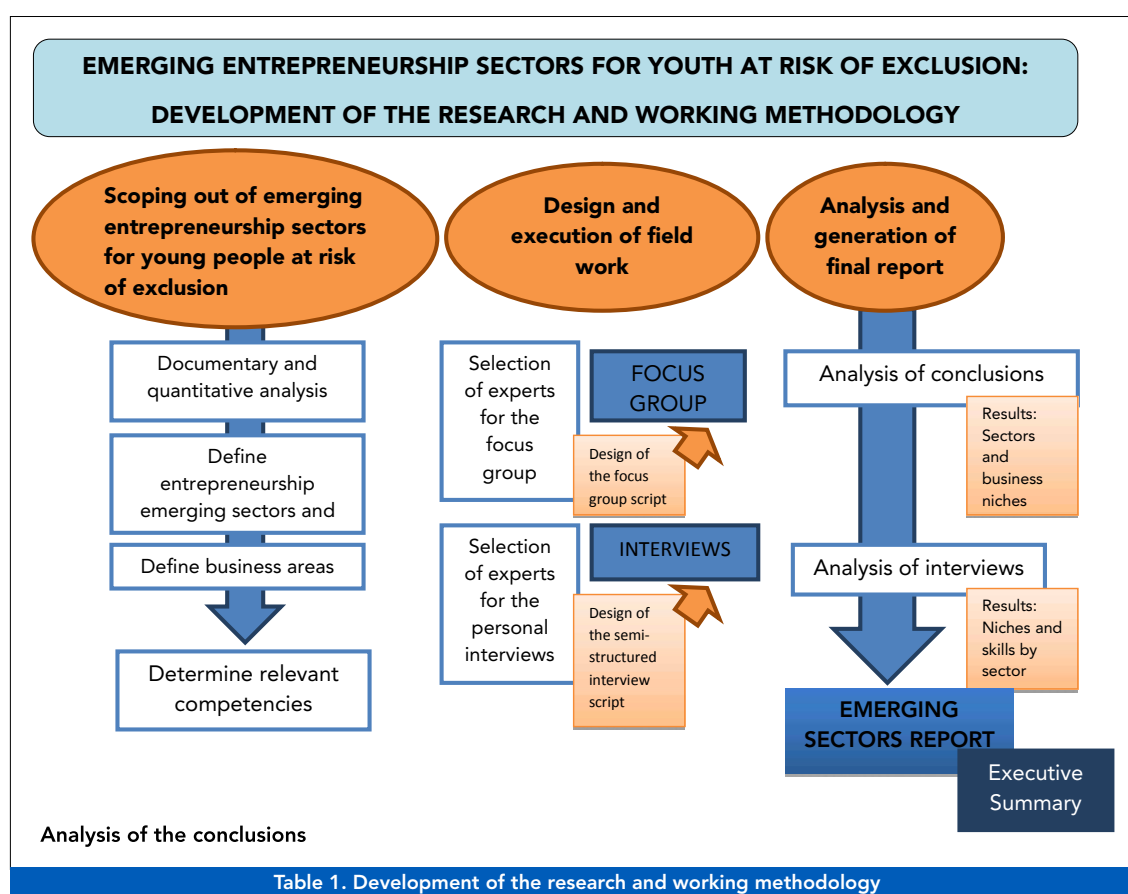 EMERGING ENTREPRENEURSHIP SECTORS FOR YOUTH AT RISK OF EXCLUSION:
DEVELOPMENT OF THE RESEARCH AND WORKING METHODOLOGY
Scoping out of emerging
entrepreneurship sectors
for young people at risk
of exclusion
Documentary and
quantitative analysis
Define
entrepreneurship
emerging sectors and
Define business areas
Determine relevant
competencies
Design and
execution of field
work
Selection
of experts
for the
focus
group
FOCUS
GROUP
Design of
the focus
group script
Selection
of experts
for the
personal
interviews
INTERVIEWS
Design of
the semi-
structured
interview
script
Analysis and
generation of
final report
Analysis of conclusions
Results:
Sectors
and
business
niches
Analysis of interviews
Results:
Niches and
skills by
sector
EMERGING
SECTORS REPORT
Executive
Summary
Analysis of the conclusions
Table 1. Development of the research and working methodology